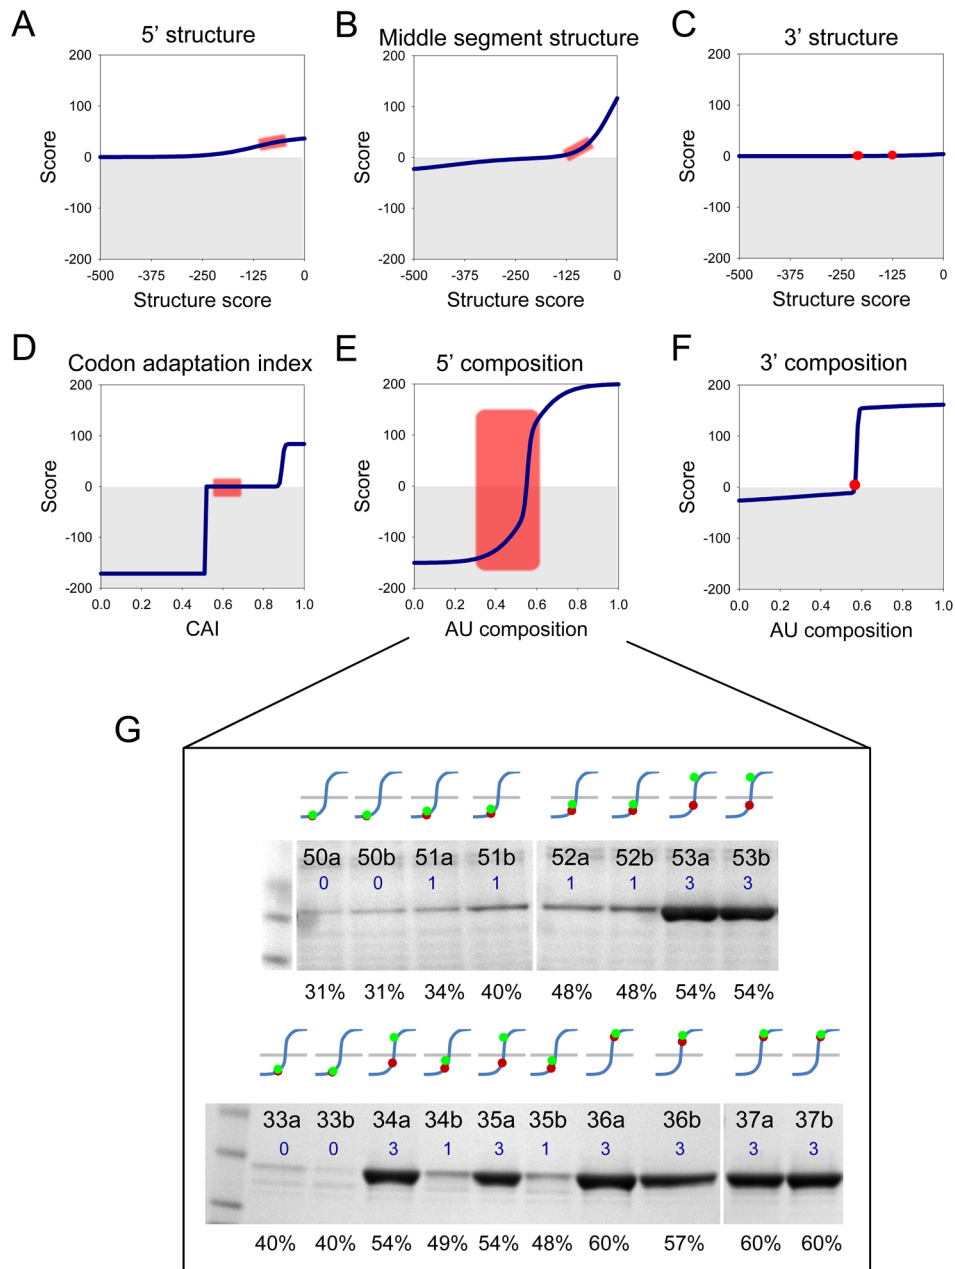 A
5’ structure
B
Middle segment structure
C
3’ structure
200
100
0
-100
-200
Score
-500 -375 -250 -125 0
Structure score
200
100
0
-100
-200
Score
-500 -375 -250 -125 0
Structure score
200
100
0
-100
-200
Score
-500 -375 -250 -125 0
Structure score
D
Codon adaptation index
E
5’ composition
F
3’ composition
200
100
0
-100
-200
Score
0.0 0.2 0.4 0.6 0.8 1.0
CAI
200
100
0
-100
-200
Score
0.0 0.2 0.4 0.6 0.8 1.0
AU composition
200
100
0
-100
-200
Score
0.0 0.2 0.4 0.6 0.8 1.0
AU composition
G
50a 50b 51a 51b 52a 52b 53a 53b
0 0 1 1 1 1 3 3
31% 31% 34% 40% 48% 48% 54% 54%
33a 33b 34a 34b 35a 35b 36a 36b 37a 37b
0 0 3 1 3 1 3 3 3 3
40% 40% 54% 49% 54% 48% 60% 57% 60% 60%